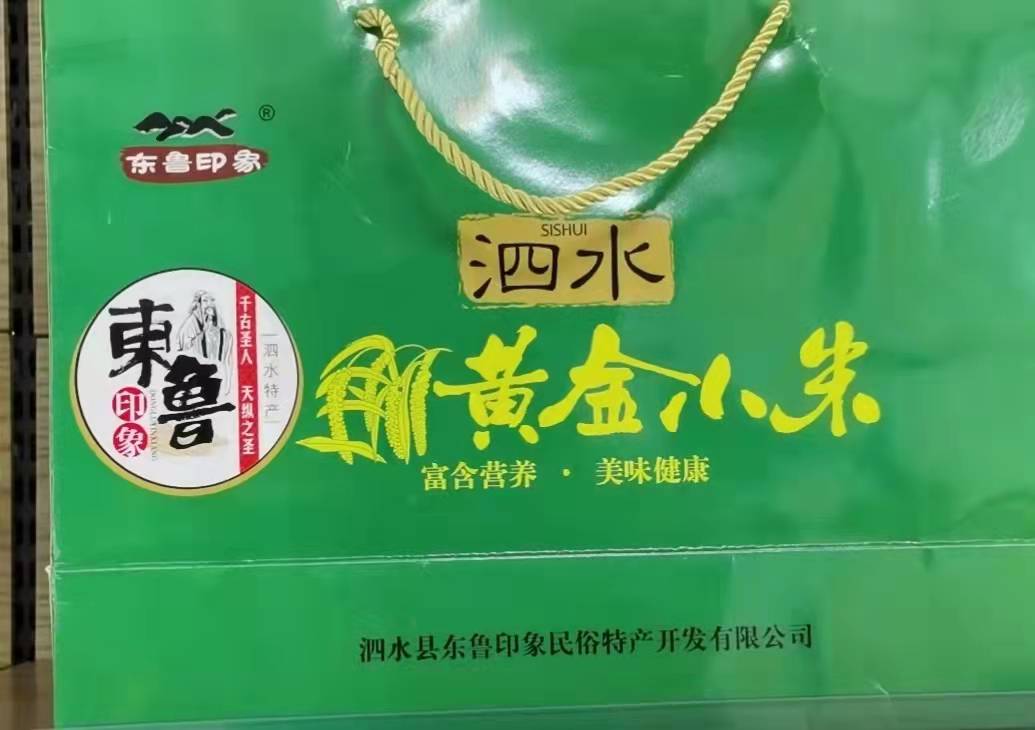 ®
东鲁印象
SISHUI
泗水
東鲁
印象
千古圣人 天纵之圣
泗水特产
黄金小米
富含营养 · 美味健康
泗水县东鲁印象民俗特产开发有限公司